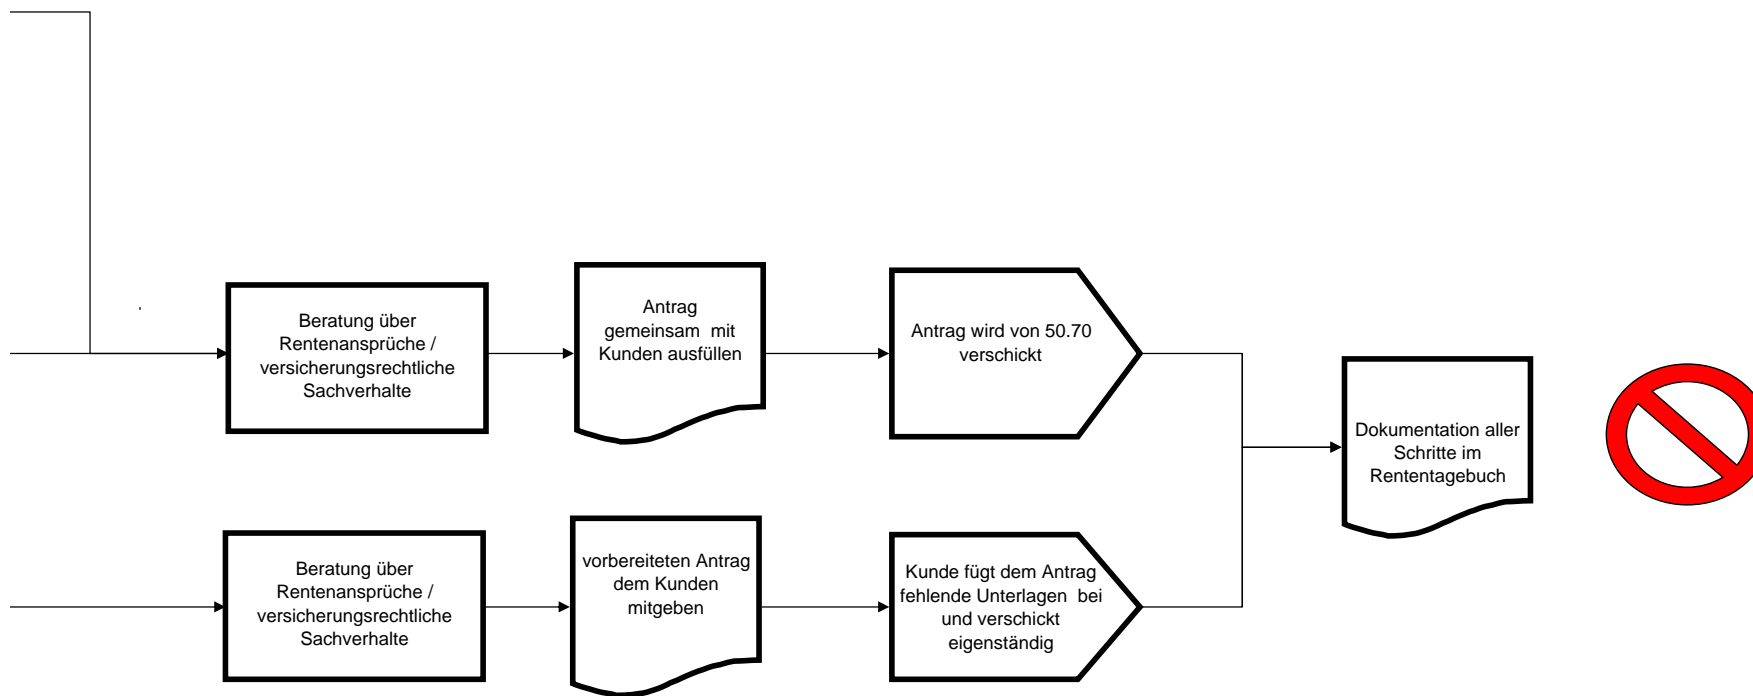 Beratung über
Rentenansprüche /
versicherungsrechtliche
Sachverhalte
Antrag
gemeinsam  mit
Kunden ausfüllen
Antrag wird von 50.70
verschickt
Dokumentation aller
Schritte im
Rententagebuch
Beratung über
Rentenansprüche /
versicherungsrechtliche
Sachverhalte
vorbereiteten Antrag
dem Kunden
mitgeben
Kunde fügt dem Antrag
fehlende Unterlagen  bei
und verschickt
eigenständig